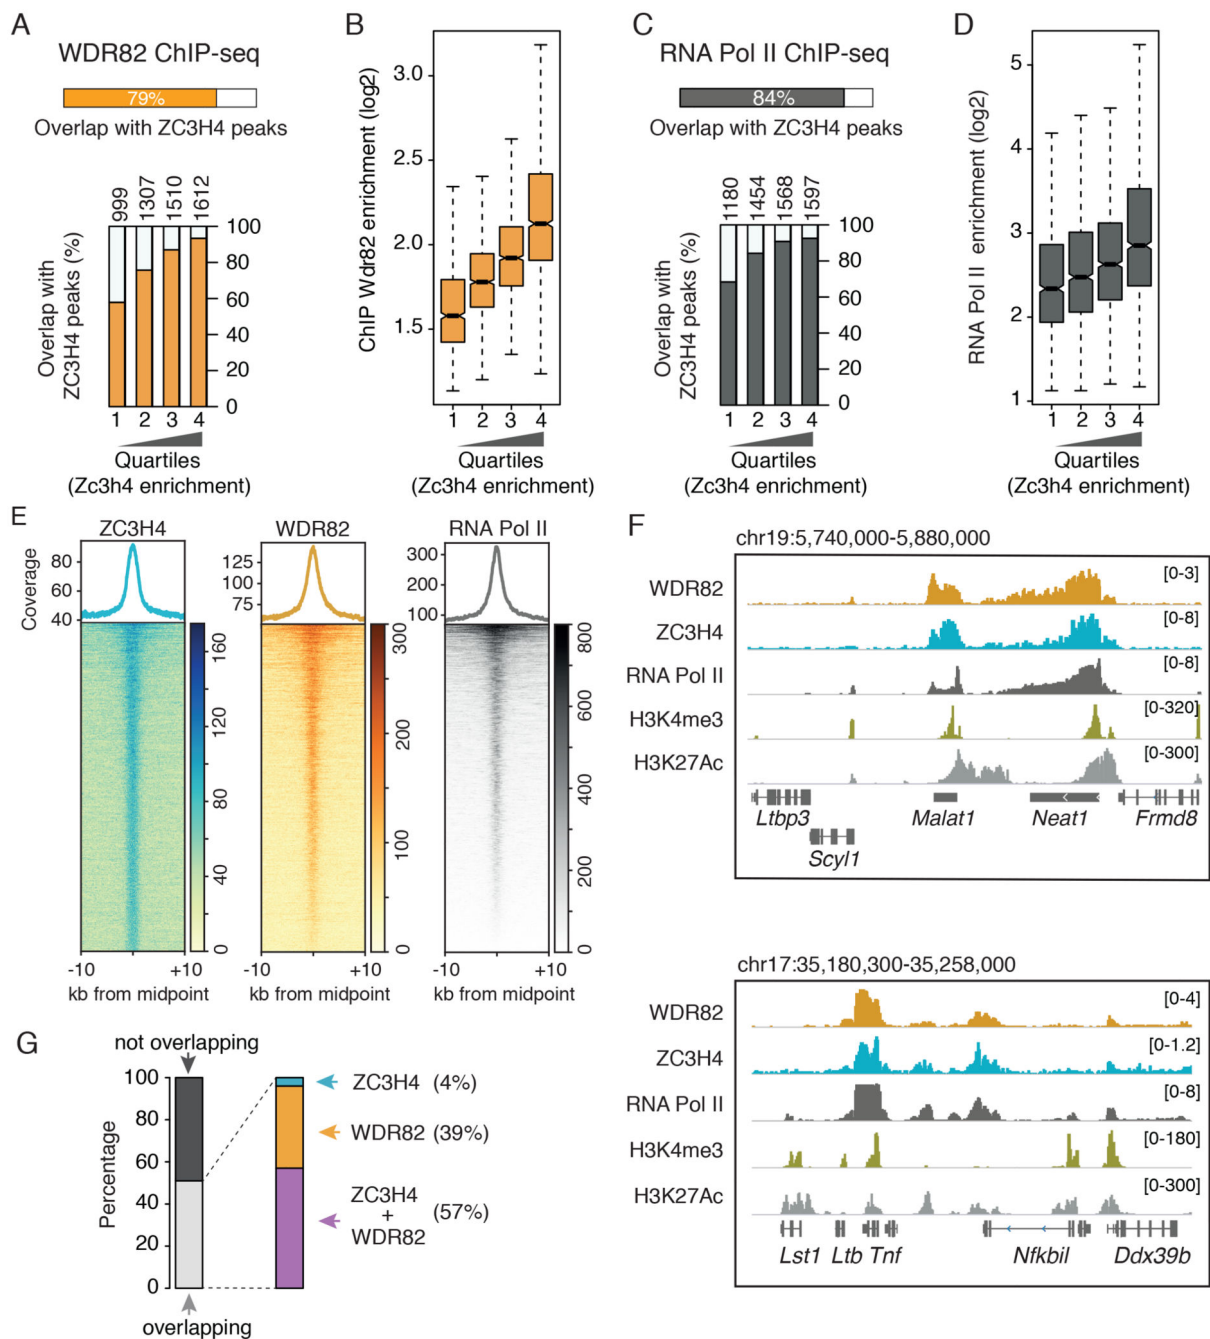 A
WDR82 ChIP-seq
79%
Overlap with ZC3H4 peaks
999
1307
1510
1612
Overlap with
ZC3H4 peaks (%)
100
80
60
40
20
0
1 2 3 4
Quartiles
(Zc3h4 enrichment)
B
ChIP Wdr82 enrichment (log2)
3.0
2.5
2.0
1.5
1 2 3 4
Quartiles
(Zc3h4 enrichment)
C
RNA Pol II ChIP-seq
84%
Overlap with ZC3H4 peaks
1180
1454
1568
1597
Overlap with
ZC3H4 peaks (%)
100
80
60
40
20
0
1 2 3 4
Quartiles
(Zc3h4 enrichment)
D
RNA Pol II enrichment (log2)
5
4
3
2
1
1 2 3 4
Quartiles
(Zc3h4 enrichment)
E
ZC3H4
Coverage
80
60
40
160
120
80
40
0
-10 +10
kb from midpoint
WDR82
125
100
75
300
200
100
0
-10 +10
kb from midpoint
RNA Pol II
300
200
100
800
600
400
200
0
-10 +10
kb from midpoint
F
chr19:5,740,000-5,880,000
WDR82 [0-3]
ZC3H4 [0-8]
RNA Pol II [0-8]
H3K4me3 [0-320]
H3K27Ac [0-300]
Ltbp3 Malat1 Neat1 Frmd8
Scyl1
chr17:35,180,300-35,258,000
WDR82 [0-4]
ZC3H4 [0-1.2]
RNA Pol II [0-8]
H3K4me3 [0-180]
H3K27Ac [0-300]
Lst1 Ltb Tnf Nfkbil Ddx39b
G
not overlapping
Percentage
100
80
60
40
20
0
overlapping
ZC3H4 (4%)
WDR82 (39%)
ZC3H4
+ (57%)
WDR82